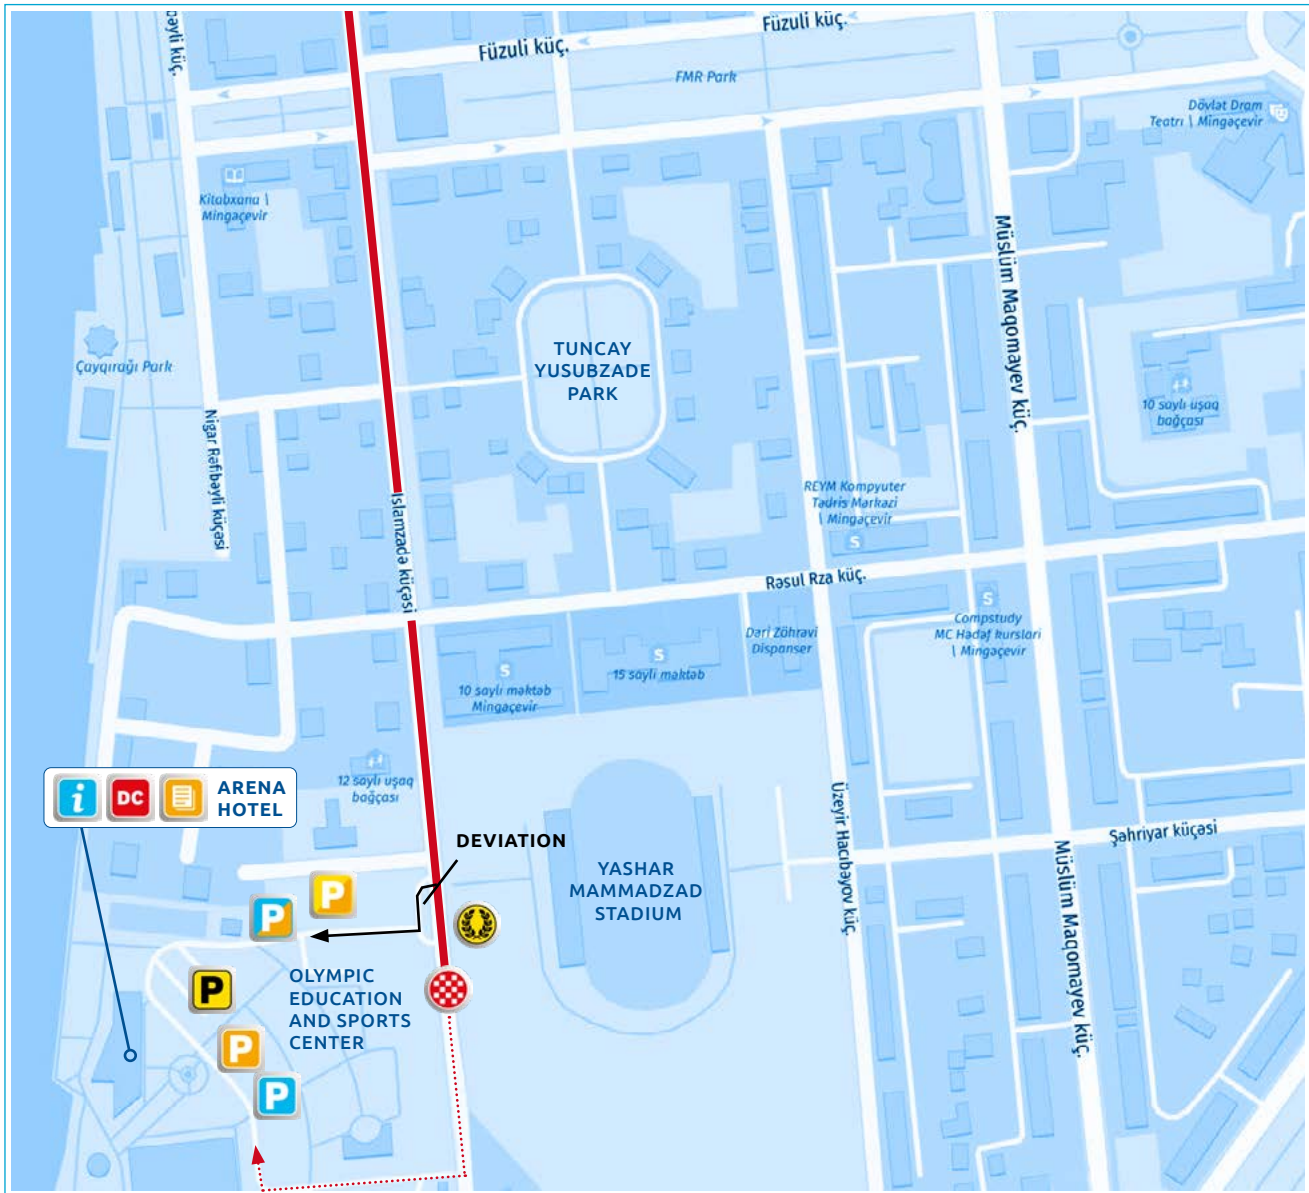 bəyli küç.
Füzuli küç.
Füzuli küç.
FMR Park
Dövlət Dram
Teatrı \ Mingəçevir
Kitabxana \
Mingəçevir
Müslüm Maqomayev küç.
TUNCAY
YUSUBZADE
PARK
Çayqırağı Park
10 saylı uşaq
bağçası
Nigar Rəfibəyli küçəsi
İslamzadə küçəsi
REYM Kompyuter
Tədris Mərkəzi
\ Mingəçevir
S
Rəsul Rza küç.
S
Compstudy
MC Hədəf kursları
\ Mingəçevir
Dəri Zöhrəvi
Dispanser
S
10 saylı məktəb
Mingəçevir
S
15 saylı məktəb
12 saylı uşaq
bağçası
i
DC
ARENA
HOTEL
Üzeyir Hacıbəyov küç.
Şəhriyar küçəsi
Müslüm Maqomayev küç.
DEVIATION
YASHAR
MAMMADZAD
STADIUM
P
P
P
OLYMPIC
EDUCATION
AND SPORTS
CENTER
P
P